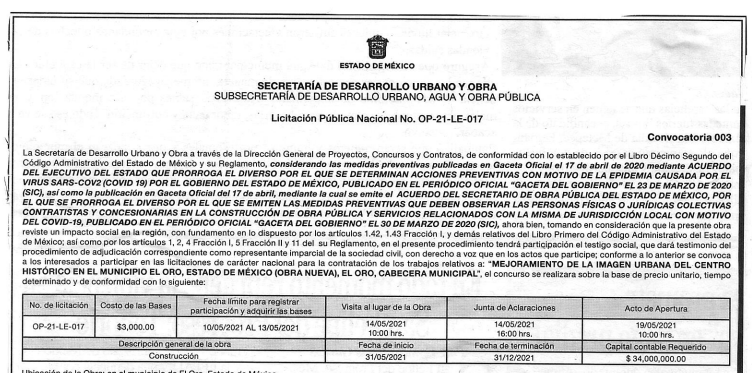 ESTADO DE MÉXICO
SECRETARÍA DE DESARROLLO URBANO Y OBRA
SUBSECRETARÍA DE DESARROLLO URBANO, AGUA Y OBRA PÚBLICA
Licitación Pública Nacional No. OP-21-LE-017
Convocatoria 003
La Secretaría de Desarrollo Urbano y Obra a través de la Dirección General de Proyectos, Concursos y Contratos, de conformidad con lo establecido por el Libro Décimo Segundo del
Código Administrativo del Estado de México y su Reglamento, considerando las medidas preventivas publicadas en Gaceta Oficial el 17 de abril de 2020 mediante ACUERDO
DEL EJECUTIVO DEL ESTADO QUE PRORROGA EL DIVERSO POR EL QUE SE DETERMINAN ACCIONES PREVENTIVAS CON MOTIVO DE LA EPIDEMIA CAUSADA POR EL
VIRUS SARS-COV2 (COVID 19) POR EL GOBIERNO DEL ESTADO DE MÉXICO, PUBLICADO EN EL PERIÓDICO OFICIAL "GACETA DEL GOBIERNO" EL 23 DE MARZO DE 2020
(SIC), así como la publicación en Gaceta Oficial del 17 de abril, mediante la cual se emite el ACUERDO DEL SECRETARIO DE OBRA PÚBLICA DEL ESTADO DE MÉXICO, POR
EL QUE SE PRORROGA EL DIVERSO POR EL QUE SE EMITEN LAS MEDIDAS PREVENTIVAS QUE DEBEN OBSERVAR LAS PERSONAS FÍSICAS O JURÍDICAS COLECTIVAS
CONTRATISTAS Y CONCESIONARIAS EN LA CONSTRUCCIÓN DE OBRA PÚBLICA Y SERVICIOS RELACIONADOS CON LA MISMA DE JURISDICCIÓN LOCAL CON MOTIVO
DEL COVID-19, PUBLICADO EN EL PERIÓDICO OFICIAL "GACETA DEL GOBIERNO" EL 30 DE MARZO DE 2020 (SIC), ahora bien, tomando en consideración que la presente obra
reviste un impacto social en la región, con fundamento en lo dispuesto por los artículos 1.42, 1.43 Fracción I, y demás relativos del Libro Primero del Código Administrativo del Estado
de México; así como por los artículos 1, 2, 4 Fracción I, 5 Fracción II y 11 del su Reglamento, en el presente procedimiento tendrá participación el testigo social, que dará testimonio del
procedimiento de adjudicación correspondiente como representante imparcial de la sociedad civil, con derecho a voz que en los actos que participe; conforme a lo anterior se convoca
a los interesados a participar en las licitaciones de carácter nacional para la contratación de los trabajos relativos a: "MEJORAMIENTO DE LA IMAGEN URBANA DEL CENTRO
HISTÓRICO EN EL MUNICIPIO EL ORO, ESTADO DE MÉXICO (OBRA NUEVA), EL ORO, CABECERA MUNICIPAL", el concurso se realizara sobre la base de precio unitario, tiempo
determinado y de conformidad con lo siguiente:
No. de licitación Costo de las Bases Fecha límite para registrar participación y adquirir las bases Visita al lugar de la Obra Junta de Aclaraciones Acto de Apertura
OP-21-LE-017 $3,000.00 10/05/2021 AL 13/05/2021 14/05/2021 10:00 hrs. 14/05/2021 16:00 hrs. 19/05/2021 10:00 hrs.
Descripción general de la obra Fecha de inicio Fecha de terminación Capital contable Requerido
Construcción 31/05/2021 31/12/2021 $ 34,000,000.00